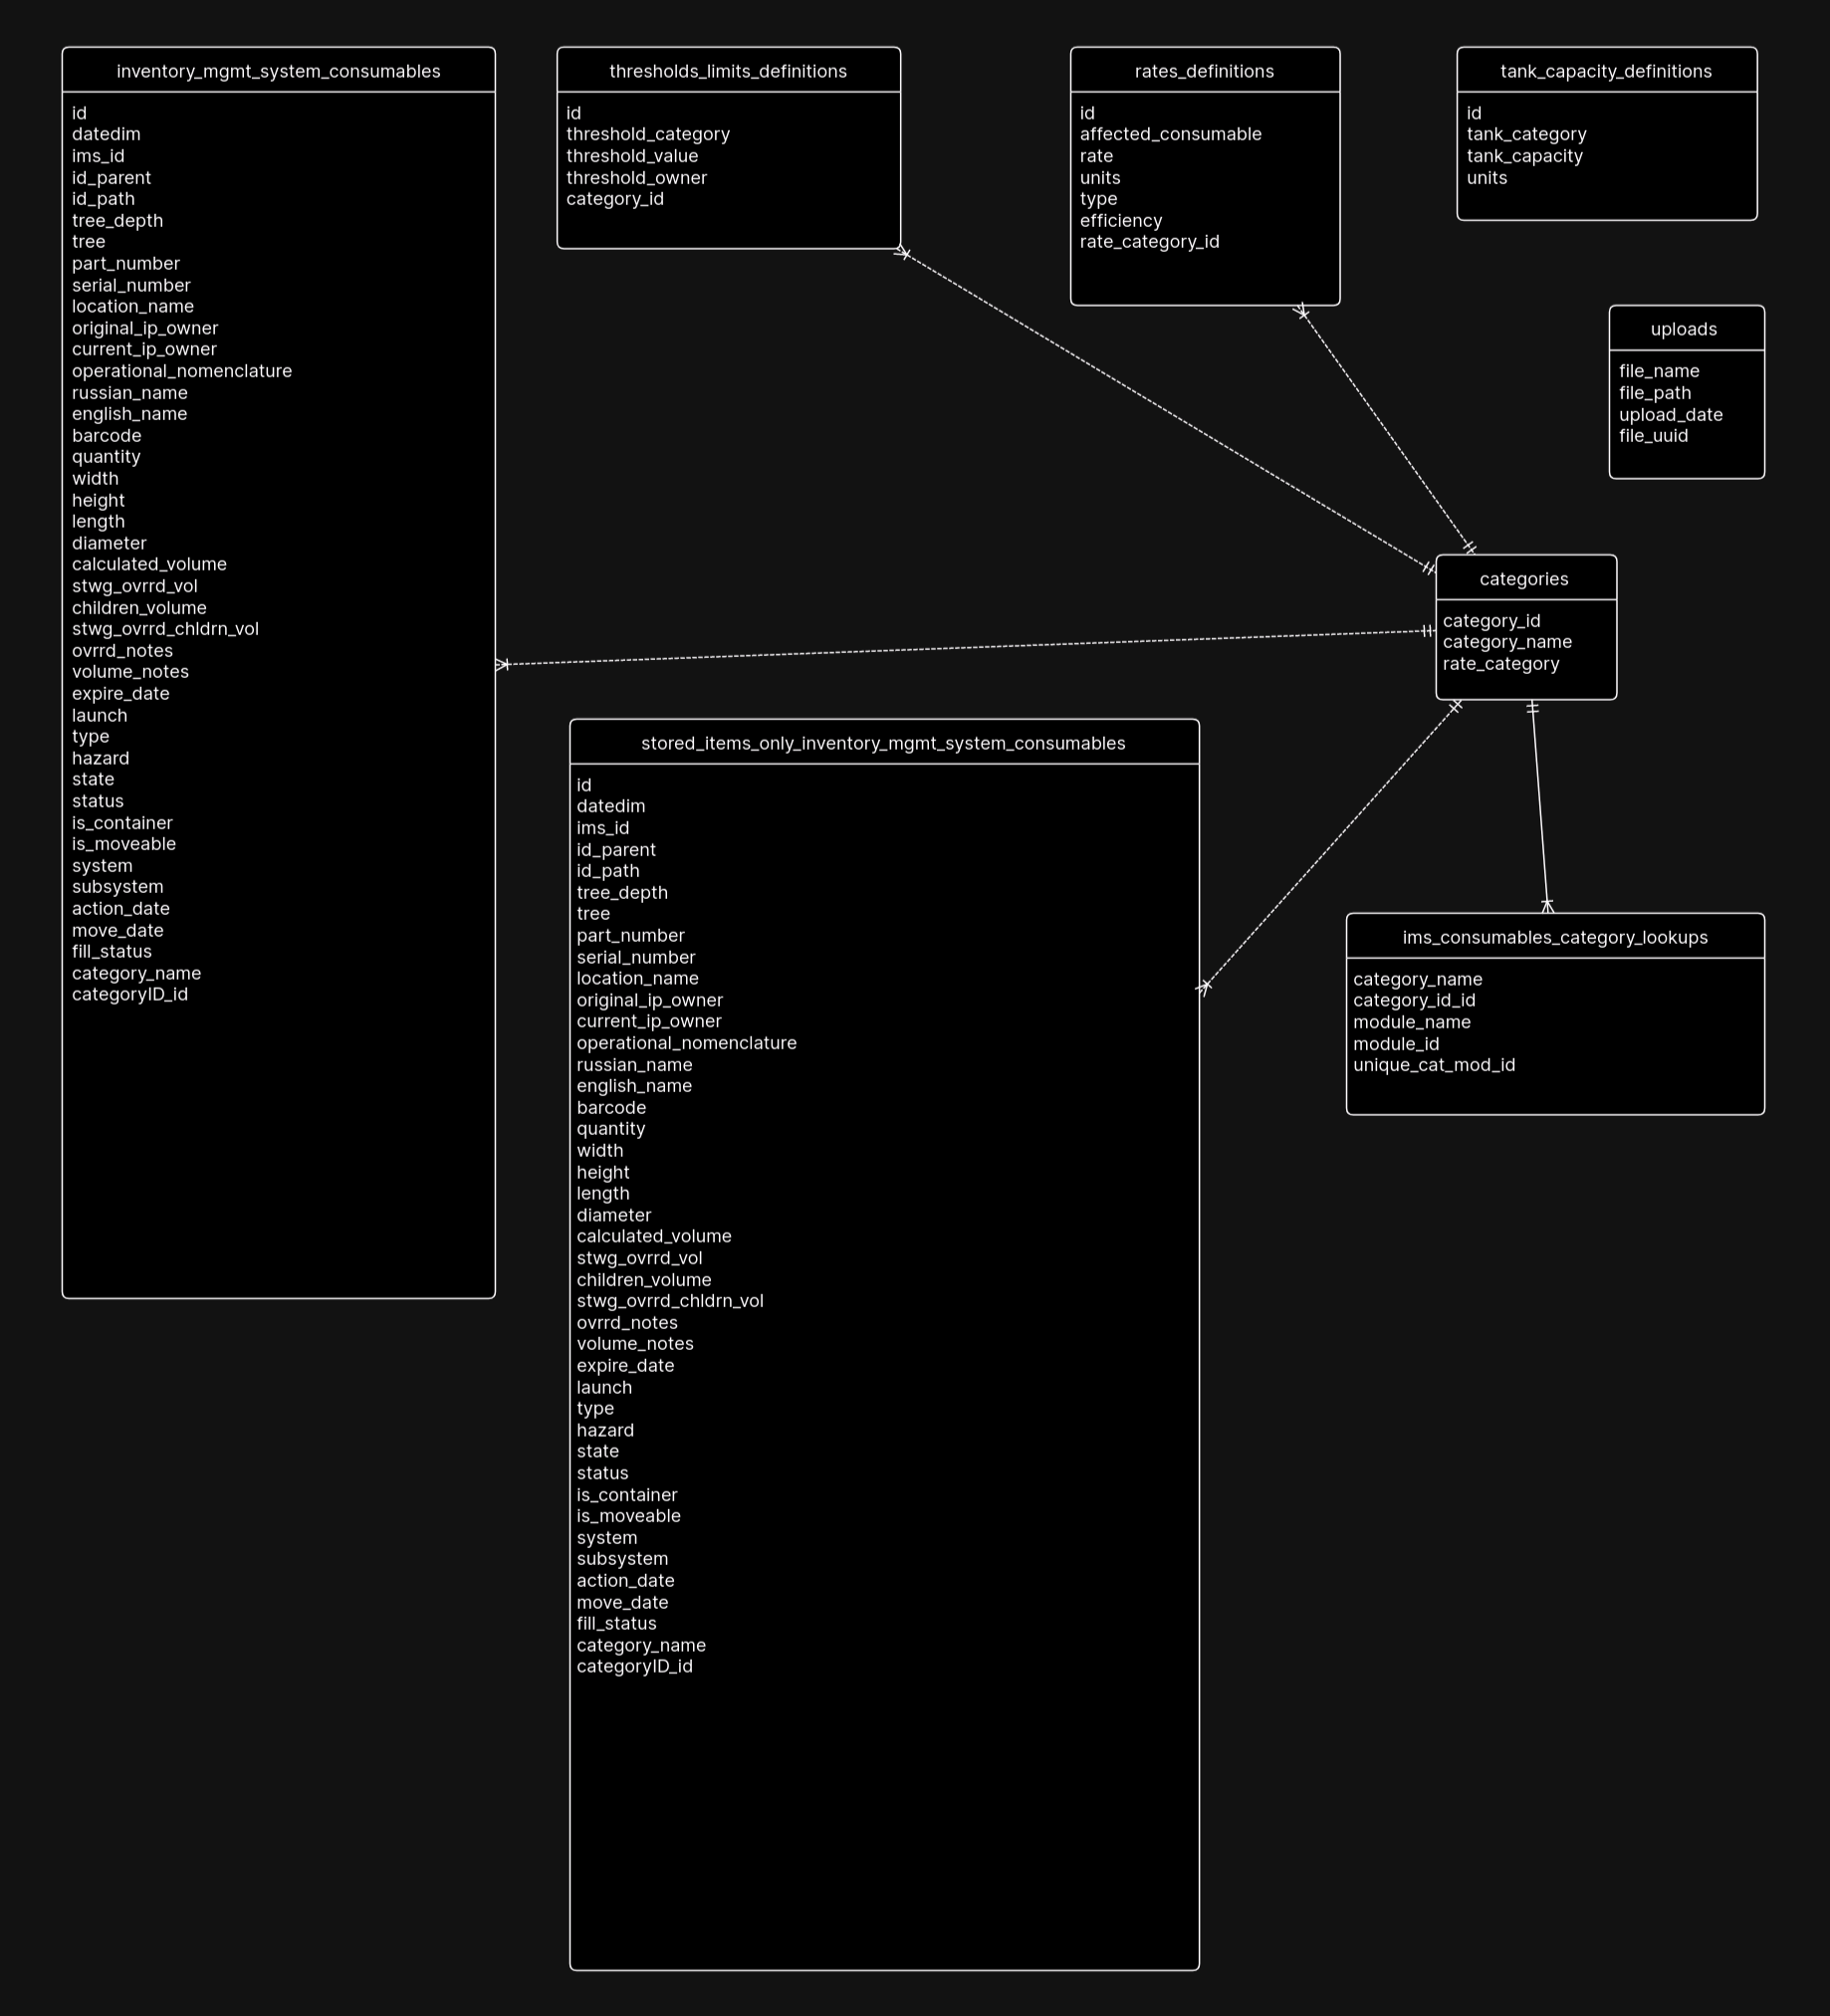 inventory_mgmt_system_consumables
id
datedim
ims_id
id_parent
id_path
tree_depth
tree
part_number
serial_number
location_name
original_ip_owner
current_ip_owner
operational_nomenclature
russian_name
english_name
barcode
quantity
width
height
length
diameter
calculated_volume
stwg_ovrrd_vol
children_volume
stwg_ovrrd_chldrn_vol
ovrrd_notes
volume_notes
expire_date
launch
type
hazard
state
status
is_container
is_moveable
system
subsystem
action_date
move_date
fill_status
category_name
categoryID_id
thresholds_limits_definitions
id
threshold_category
threshold_value
threshold_owner
category_id
rates_definitions
id
affected_consumable
rate
units
type
efficiency
rate_category_id
tank_capacity_definitions
id
tank_category
tank_capacity
units
uploads
file_name
file_path
upload_date
file_uuid
categories
category_id
category_name
rate_category
stored_items_only_inventory_mgmt_system_consumables
id
datedim
ims_id
id_parent
id_path
tree_depth
tree
part_number
serial_number
location_name
original_ip_owner
current_ip_owner
operational_nomenclature
russian_name
english_name
barcode
quantity
width
height
length
diameter
calculated_volume
stwg_ovrrd_vol
children_volume
stwg_ovrrd_chldrn_vol
ovrrd_notes
volume_notes
expire_date
launch
type
hazard
state
status
is_container
is_moveable
system
subsystem
action_date
move_date
fill_status
category_name
categoryID_id
ims_consumables_category_lookups
category_name
category_id_id
module_name
module_id
unique_cat_mod_id